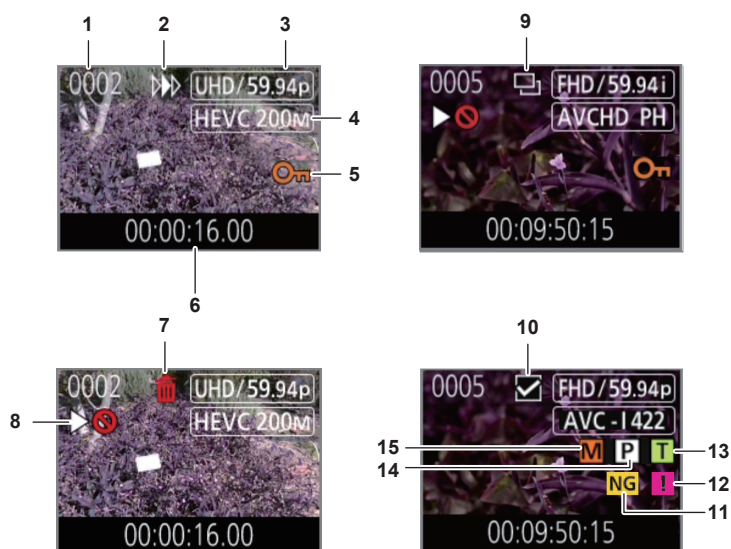 1 2 3
0002 UHD/59.94p
HEVC 200M 4
5
00:00:16.00
6
9
0005 FHD/59.94i
AVCHD PH
00:09:50:15
7
0002 UHD/59.94p
8 HEVC 200M
00:00:16.00
10
0005 FHD/59.94p
AVC-I422
15 M P T 13
14
NG ! 12
11
00:09:50:15